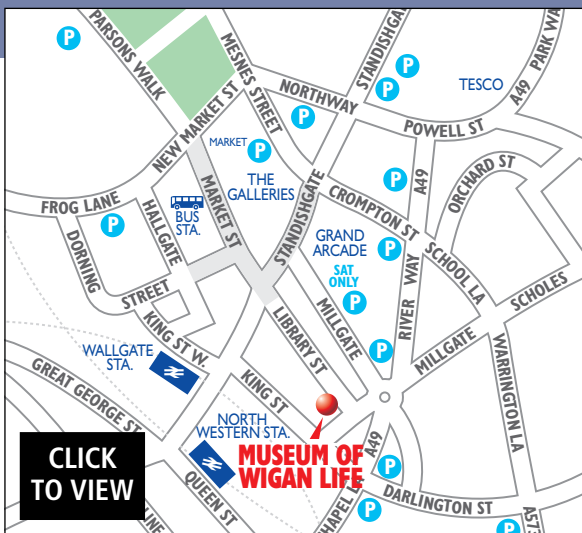 PARSONS WALK
P
MESNES STREET
STANDISHGATE
P
P
TESCO
A49
PARK WA
NORTHWAY
P
POWELL ST
NEW MARKET ST
MARKET
P
THE
GALLERIES
P
A49
ORCHARD ST
FROG LANE
P
HALLGATE
BUS
STA.
MARKET ST
STANDISHGATE
CROMPTON ST
SCHOOL LA
GRAND
ARCADE
P
SAT
ONLY
P
DORNING
STREET
RIVER WAY
SCHOLES
MILLGATE
P
MILLGATE
LIBRARY ST
WARRINGTON LA
KING ST W.
WALLGATE
STA.
GREAT GEORGE ST
KING ST
NORTH
WESTERN STA.
MUSEUM OF
WIGAN LIFE
A49
P
QUEEN ST
CHAPEL L
P
DARLINGTON ST
P
A573
LINE
CLICK
TO VIEW